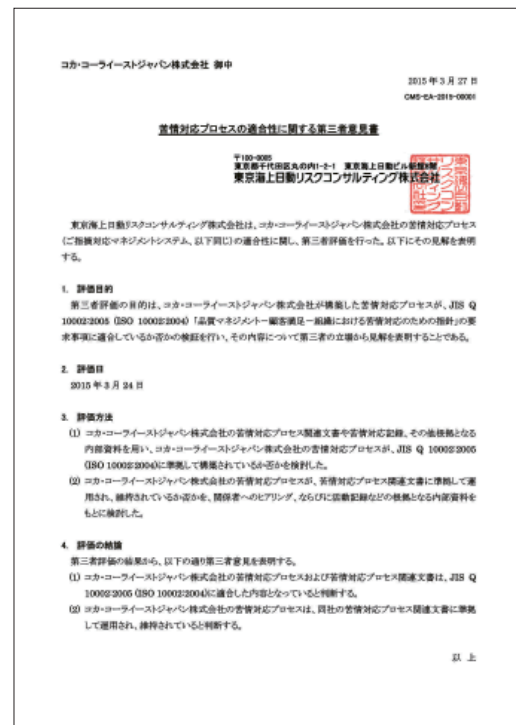 コカ・コーライーストジャパン株式会社 御中
2015年3月27日
CMS-EA-2015-00001
苦情対応プロセスの適合性に関する第三者意見書
〒100-0005
東京都千代田区丸の内1-2-1 東京海上日動ビル新館8階
東京海上日動リスクコンサルティング株式会社
東京海上日動リスクコンサルティング株式会社は、コカ・コーライーストジャパン株式会社の苦情対応プロセス
(ご指摘対応マネジメントシステム、以下同じ)の適合性に関し、第三者評価を行った。以下にその見解を表明
する。
1. 評価目的
第三者評価の目的は、コカ・コーライーストジャパン株式会社が構築した苦情対応プロセスが、JIS Q
10002:2005 (ISO 10002:2004) 「品質マネジメント－顧客満足－組織における苦情対応のための指針」の要
求事項に適合しているか否かの検証を行い、その内容について第三者の立場から見解を表明することである。
2. 評価日
2015年3月24日
3. 評価方法
(1) コカ・コーライーストジャパン株式会社の苦情対応プロセス関連文書や苦情対応記録、その他根拠となる
内部資料を用い、コカ・コーライーストジャパン株式会社の苦情対応プロセスが、JIS Q 10002:2005
(ISO 10002:2004)に準拠して構築されているか否かを検討した。
(2) コカ・コーライーストジャパン株式会社の苦情対応プロセスが、苦情対応プロセス関連文書に準拠して運
用され、維持されているか否かを、関係者へのヒアリング、ならびに活動記録などの根拠となる内部資料を
もとに検討した。
4. 評価の結論
第三者評価の結果から、以下の通り第三者意見を表明する。
(1) コカ・コーライーストジャパン株式会社の苦情対応プロセスおよび苦情対応プロセス関連文書は、JIS Q
10002:2005 (ISO 10002:2004)に適合した内容となっていると判断する。
(2) コカ・コーライーストジャパン株式会社の苦情対応プロセスは、同社の苦情対応プロセス関連文書に準拠
して運用され、維持されていると判断する。
以 上